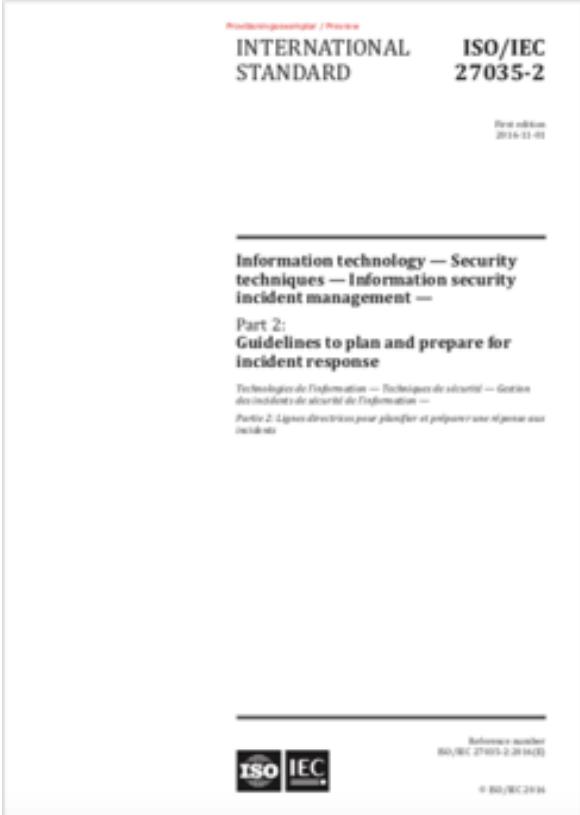 INTERNATIONAL
STANDARD
ISO/IEC
27035-2
First edition
2016-11-01
Information technology — Security
techniques — Information security
incident management —
Part 2:
Guidelines to plan and prepare for
incident response
Technologies de l'information — Techniques de sécurité — Gestion
des incidents de sécurité de l'information —
Partie 2: Lignes directrices pour planifier et préparer une réponse aux
incidents
Reference number
ISO/IEC 27035-2:2016(E)
ISO IEC
© ISO/IEC 2016